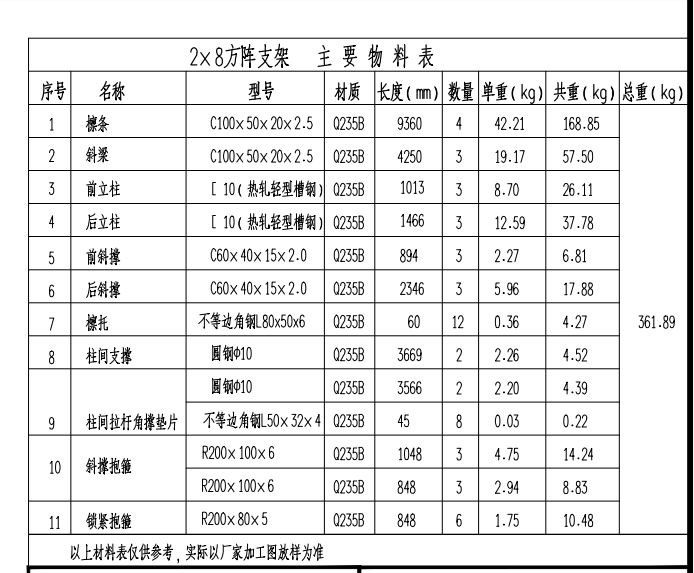 2×8方阵支架 主要物料表
序号 名称 型号 材质 长度(mm) 数量 单重(kg) 共重(kg) 总重(kg)
1 檩条 C100×50×20×2.5 Q235B 9360 4 42.21 168.85
2 斜梁 C100×50×20×2.5 Q235B 4250 3 19.17 57.50
3 前立柱 [ 10(热轧轻型槽钢) Q235B 1013 3 8.70 26.11
4 后立柱 [ 10(热轧轻型槽钢) Q235B 1466 3 12.59 37.78
5 前斜撑 C60×40×15×2.0 Q235B 894 3 2.27 6.81
6 后斜撑 C60×40×15×2.0 Q235B 2346 3 5.96 17.88
7 檩托 不等边角钢L80x50x6 Q235B 60 12 0.36 4.27 361.89
8 柱间支撑 圆钢Φ10 Q235B 3669 2 2.26 4.52
圆钢Φ10 Q235B 3566 2 2.20 4.39
9 柱间拉杆角撑垫片 不等边角钢L50×32×4 Q235B 45 8 0.03 0.22
10 斜撑抱箍 R200×100×6 Q235B 1048 3 4.75 14.24
R200×100×6 Q235B 848 3 2.94 8.83
11 锁紧抱箍 R200×80×5 Q235B 848 6 1.75 10.48
以上材料表仅供参考,实际以厂家加工图放样为准